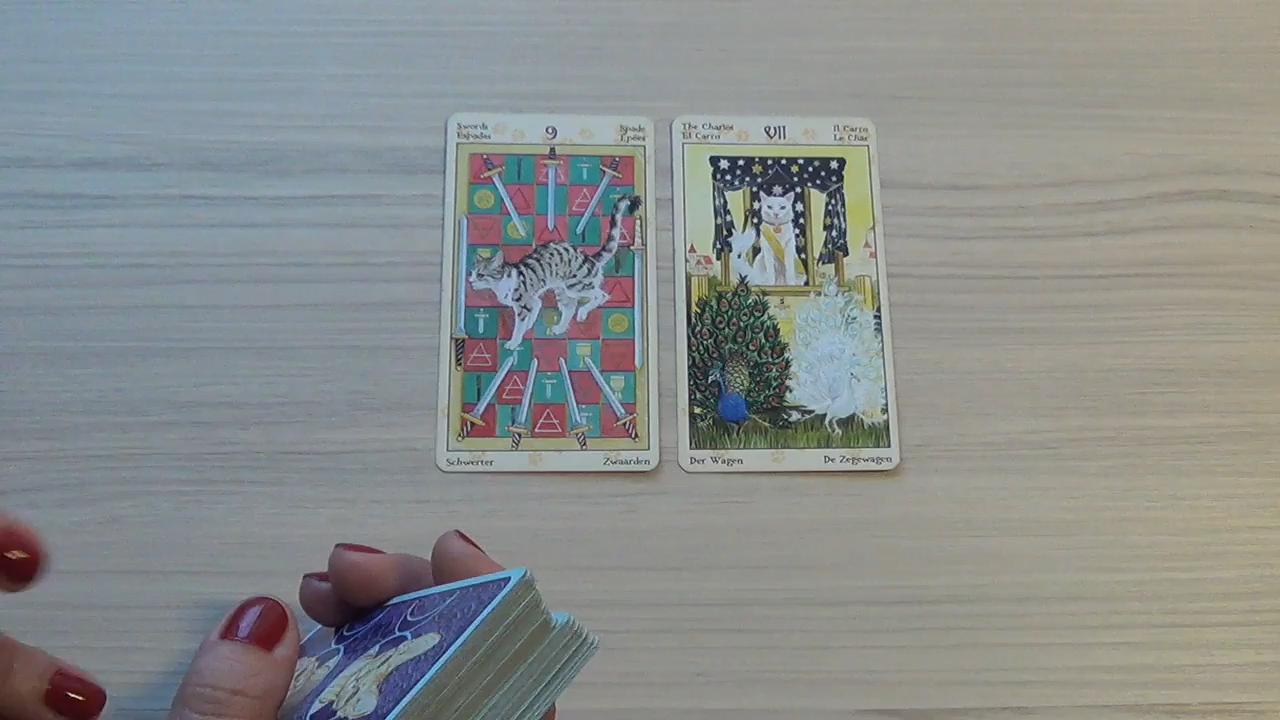 Swords
Espadas
9
Spade
Épées
Schwerter
Zwaarden
The Chariot
El Carro
VII
Il Carro
Le Char
Der Wagen
De Zegewagen